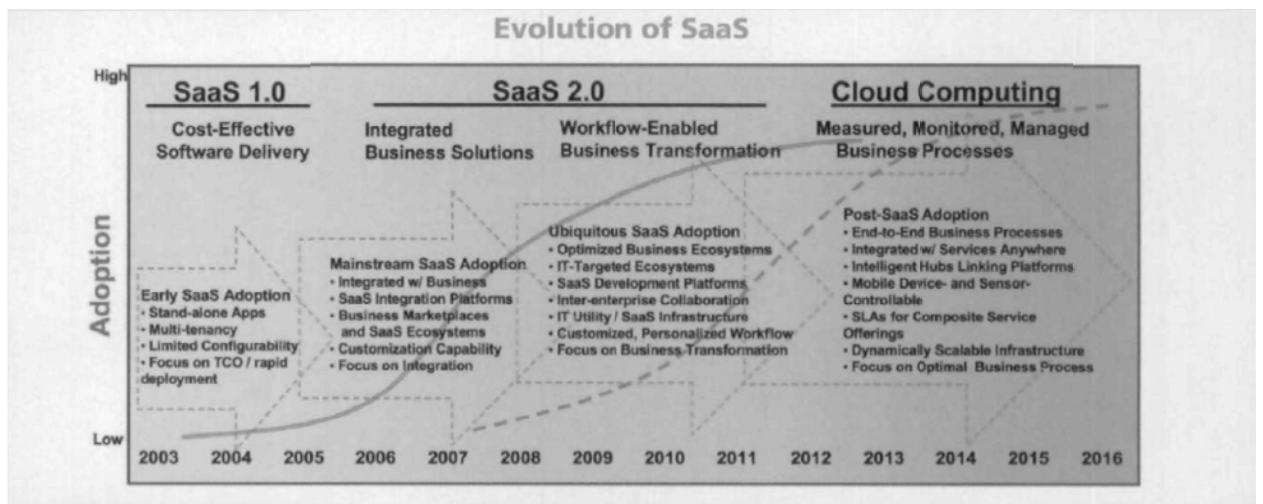 Evolution of SaaS
High
SaaS 1.0
SaaS 2.0
Cloud Computing
Cost-Effective
Software Delivery
Integrated
Business Solutions
Workflow-Enabled
Business Transformation
Measured, Monitored, Managed
Business Processes
Adoption
Early SaaS Adoption
• Stand-alone Apps
• Multi-tenancy
• Limited Configurability
• Focus on TCO / rapid
deployment
Mainstream SaaS Adoption
• Integrated w/ Business
• SaaS Integration Platforms
• Business Marketplaces
and SaaS Ecosystems
• Customization Capability
• Focus on Integration
Ubiquitous SaaS Adoption
• Optimized Business Ecosystems
• IT-Targeted Ecosystems
• SaaS Development Platforms
• Inter-enterprise Collaboration
• IT Utility / SaaS Infrastructure
• Customized, Personalized Workflow
• Focus on Business Transformation
Post-SaaS Adoption
• End-to-End Business Processes
• Integrated w/ Services Anywhere
• Intelligent Hubs Linking Platforms
• Mobile Device- and Sensor-
Controllable
• SLAs for Composite Service
Offerings
• Dynamically Scalable Infrastructure
• Focus on Optimal Business Process
Low
2003 2004 2005 2006 2007 2008 2009 2010 2011 2012 2013 2014 2015 2016